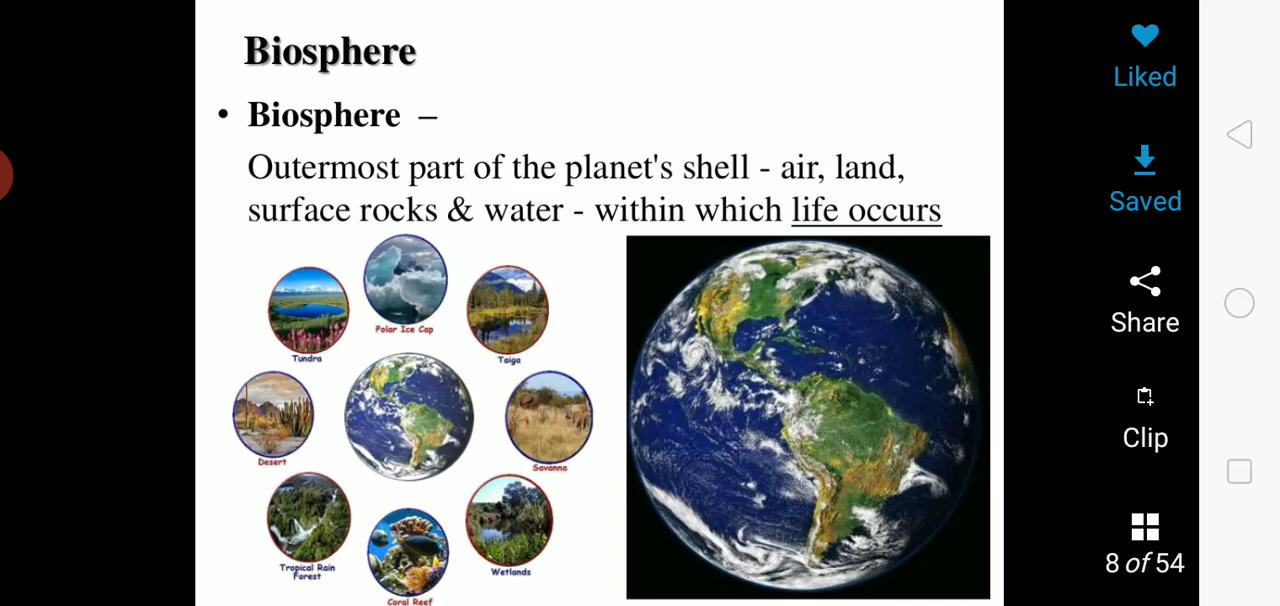 Biosphere
• Biosphere –
Outermost part of the planet's shell - air, land,
surface rocks & water - within which life occurs
Polar Ice Cap
Tundra
Taiga
Desert
Savanna
Tropical Rain
Forest
Wetlands
Coral Reef
Liked
Saved
Share
Clip
8 of 54